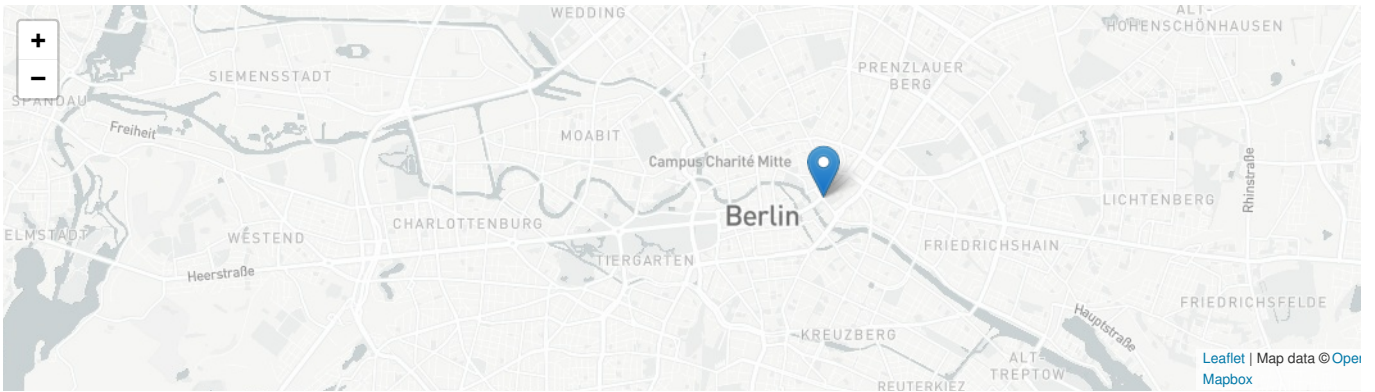 WEDDING
ALT-
HOHENSCHÖNHAUSEN
+
−
SIEMENSSTADT
PRENZLAUER
BERG
SPANDAU
Freiheit
MOABIT
Campus Charité Mitte
Rhinstraße
LICHTENBERG
Berlin
CHARLOTTENBURG
ELMSTADT
WESTEND
FRIEDRICHSHAIN
TIERGARTEN
Heerstraße
FRIEDRICHSFELDE
Hauptstraße
KREUZBERG
ALT-
TREPTOW
REUTERKIEZ
Leaflet | Map data © Oper
Mapbox